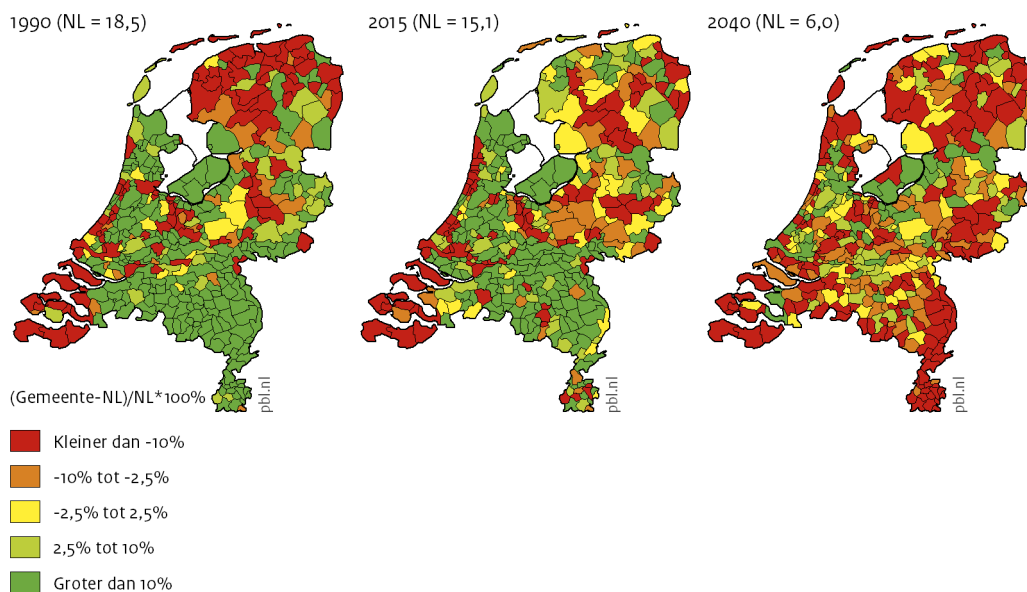 1990 (NL = 18,5)
2015 (NL = 15,1)
2040 (NL = 6,0)
pbl.nl
pbl.nl
pbl.nl
(Gemeente-NL)/NL*100%
Kleiner dan -10%
-10% tot -2,5%
-2,5% tot 2,5%
2,5% tot 10%
Groter dan 10%